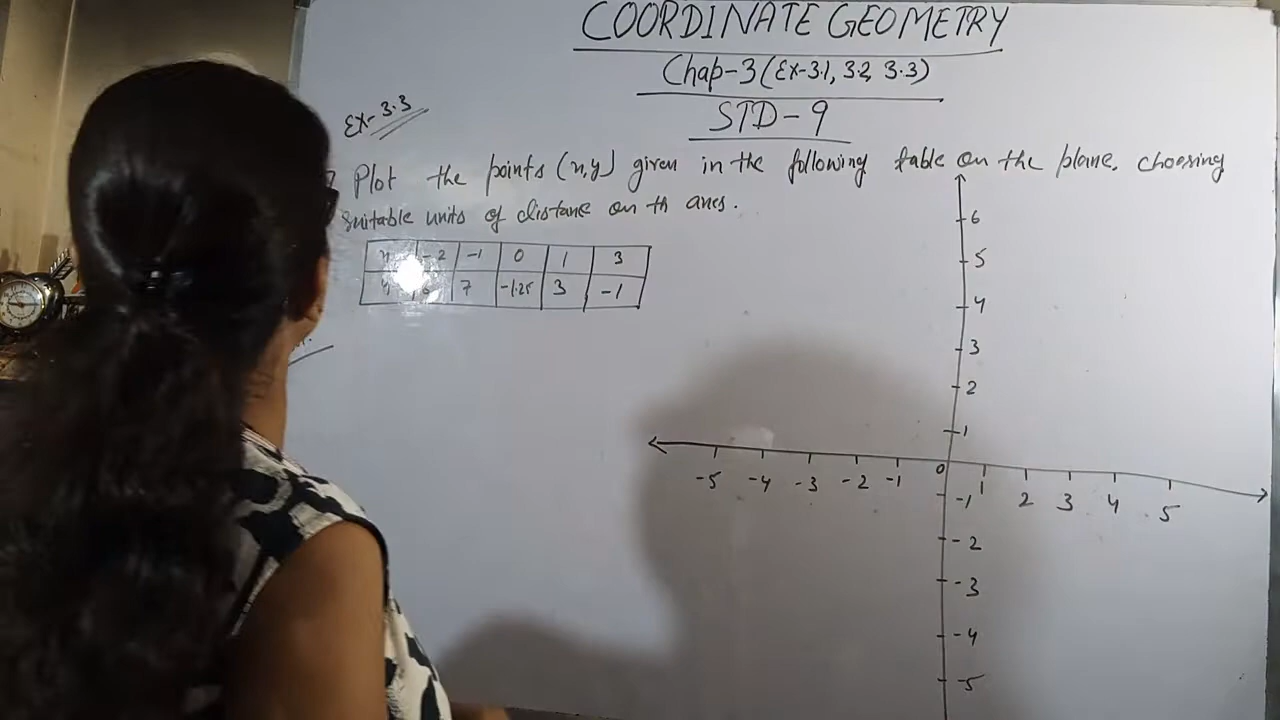 COORDINATE GEOMETRY
Chap-3 (Ex-3.1, 3.2, 3.3)
STD-9
Ex-3.3
Plot the points (x,y) given in the following table on the plane, choosing
suitable units of distane on th axes.
x -2 -1 0 1 3
y 7 -1.25 3 -1
6
5
4
3
2
1
-5 -4 -3 -2 -1 0 1 2 3 4 5
-1
-2
-3
-4
-5